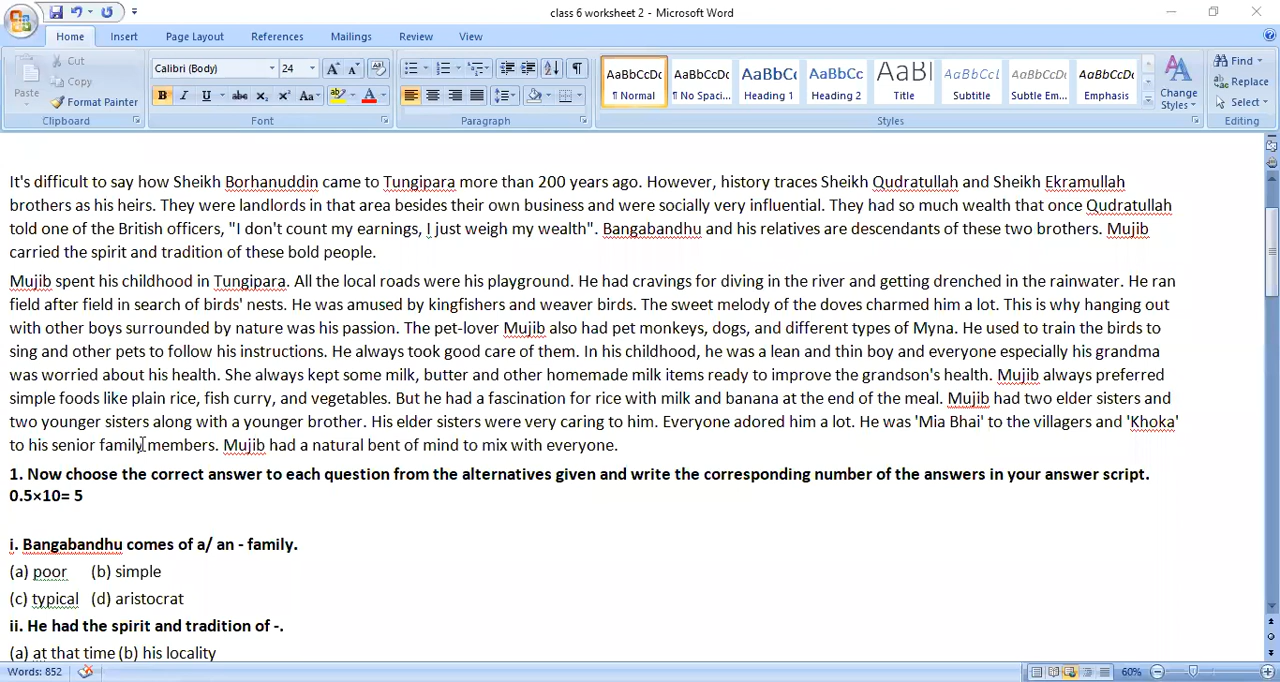 class 6 worksheet 2 - Microsoft Word
Home Insert Page Layout References Mailings Review View
Paste Cut Copy Format Painter
Calibri (Body) 24
B I U abc x₂ x² Aa ab A
AaBbCcDc AaBbCcDc AaBbCc AaBbCc AaBl AaBbCcL AaBbCcDc AaBbCcDc
¶ Normal ¶ No Spaci... Heading 1 Heading 2 Title Subtitle Subtle Em... Emphasis
Change Styles
Find Replace Select
Clipboard Font Paragraph Styles Editing
It's difficult to say how Sheikh Borhanuddin came to Tungipara more than 200 years ago. However, history traces Sheikh Qudratullah and Sheikh Ekramullah
brothers as his heirs. They were landlords in that area besides their own business and were socially very influential. They had so much wealth that once Qudratullah
told one of the British officers, "I don't count my earnings, I just weigh my wealth". Bangabandhu and his relatives are descendants of these two brothers. Mujib
carried the spirit and tradition of these bold people.
Mujib spent his childhood in Tungipara. All the local roads were his playground. He had cravings for diving in the river and getting drenched in the rainwater. He ran
field after field in search of birds' nests. He was amused by kingfishers and weaver birds. The sweet melody of the doves charmed him a lot. This is why hanging out
with other boys surrounded by nature was his passion. The pet-lover Mujib also had pet monkeys, dogs, and different types of Myna. He used to train the birds to
sing and other pets to follow his instructions. He always took good care of them. In his childhood, he was a lean and thin boy and everyone especially his grandma
was worried about his health. She always kept some milk, butter and other homemade milk items ready to improve the grandson's health. Mujib always preferred
simple foods like plain rice, fish curry, and vegetables. But he had a fascination for rice with milk and banana at the end of the meal. Mujib had two elder sisters and
two younger sisters along with a younger brother. His elder sisters were very caring to him. Everyone adored him a lot. He was 'Mia Bhai' to the villagers and 'Khoka'
to his senior family members. Mujib had a natural bent of mind to mix with everyone.
1. Now choose the correct answer to each question from the alternatives given and write the corresponding number of the answers in your answer script.
0.5×10= 5
i. Bangabandhu comes of a/ an - family.
(a) poor (b) simple
(c) typical (d) aristocrat
ii. He had the spirit and tradition of -.
(a) at that time (b) his locality
Words: 852 60%